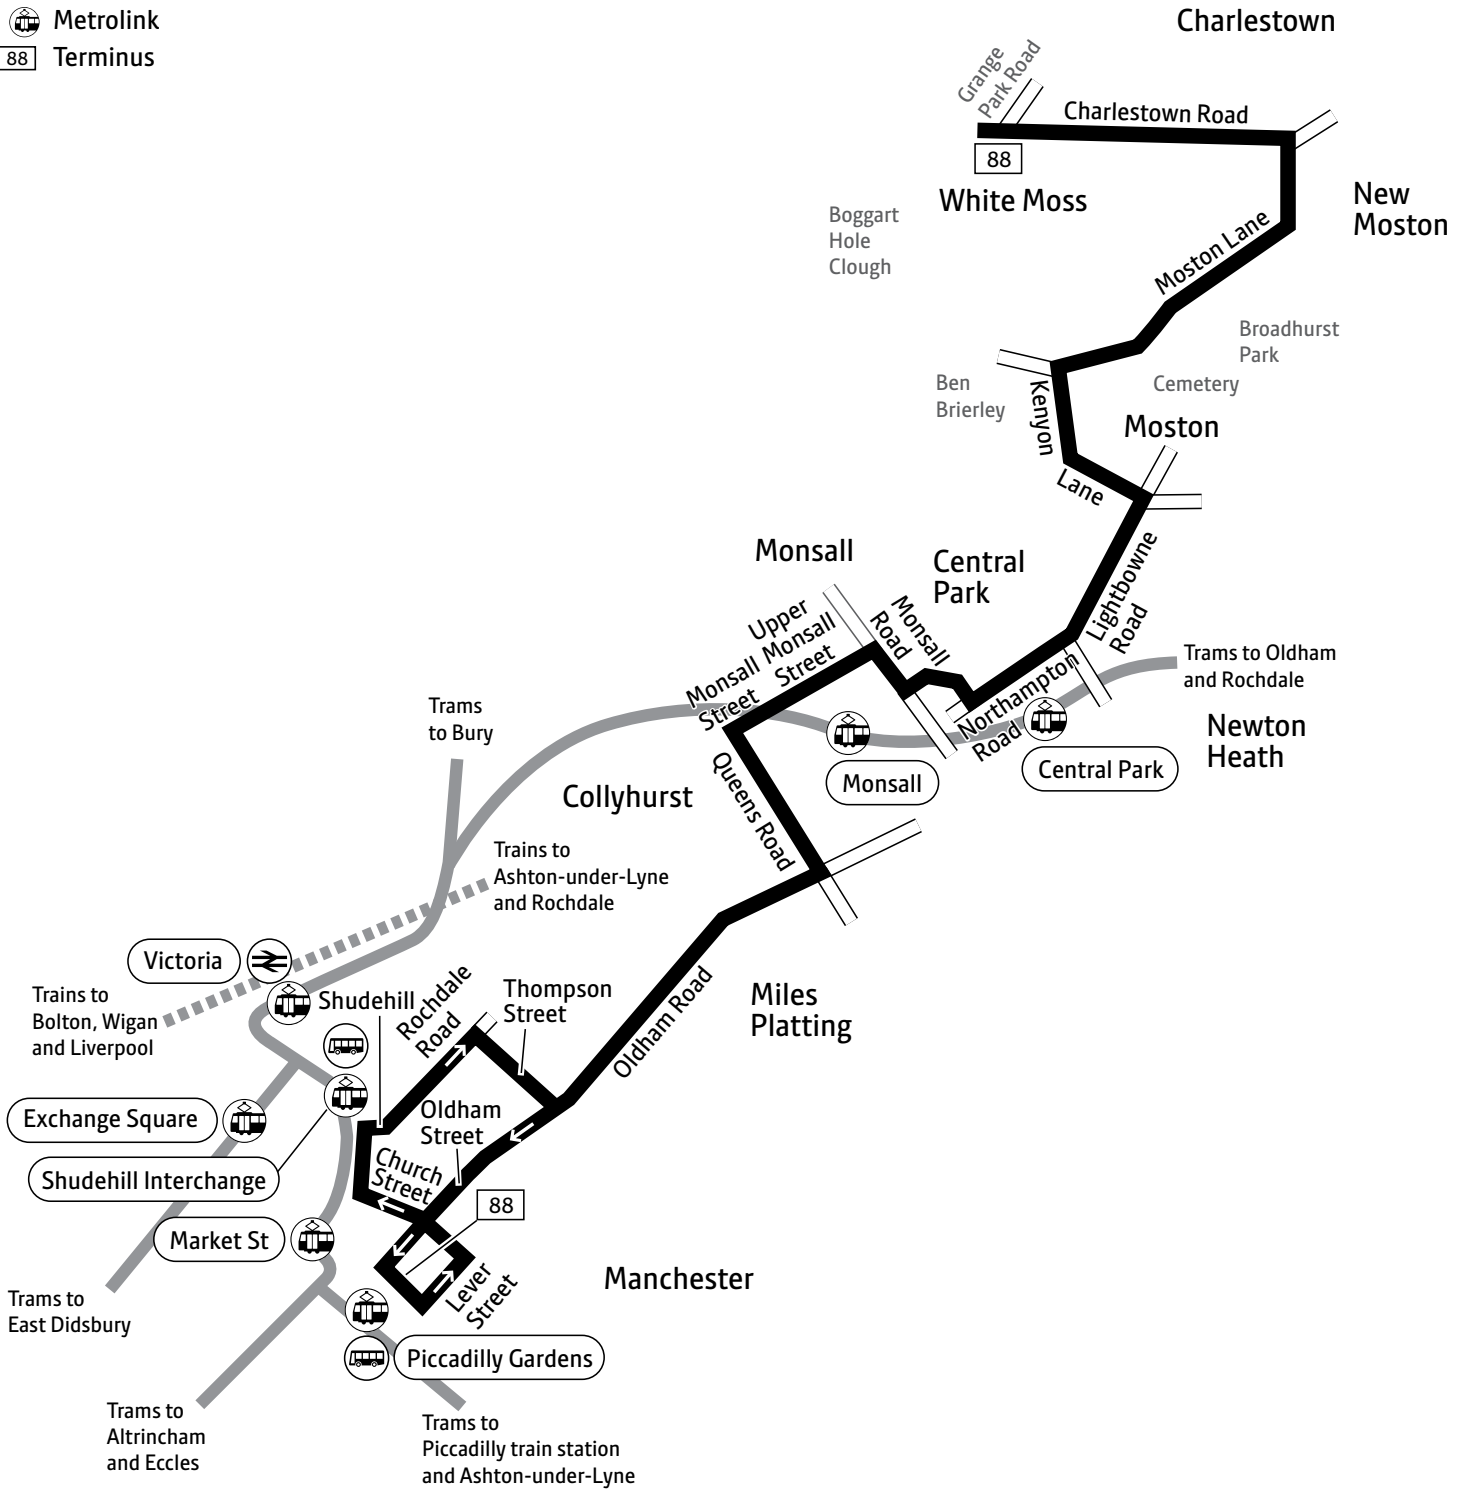 Metrolink
88
Terminus
Charlestown
Grange
Park Road
Charlestown Road
88
White Moss
New
Moston
Boggart
Hole
Clough
Moston Lane
Broadhurst
Park
Cemetery
Ben
Brierley
Kenyon
Lane
Moston
Lightbowne
Road
Monsall
Central
Park
Upper
Monsall
Street
Monsall
Road
Monsall
Street
Northampton
Road
Trams to Oldham
and Rochdale
Newton
Heath
Central Park
Monsall
Trams
to Bury
Collyhurst
Queens Road
Trains to
Ashton-under-Lyne
and Rochdale
Victoria
Trains to
Bolton, Wigan
and Liverpool
Shudehill
Rochdale
Road
Thompson
Street
Oldham Road
Miles
Platting
Exchange Square
Oldham
Street
Shudehill Interchange
Church
Street
88
Market St
Lever
Street
Manchester
Trams to
East Didsbury
Piccadilly Gardens
Trams to
Altrincham
and Eccles
Trams to
Piccadilly train station
and Ashton-under-Lyne